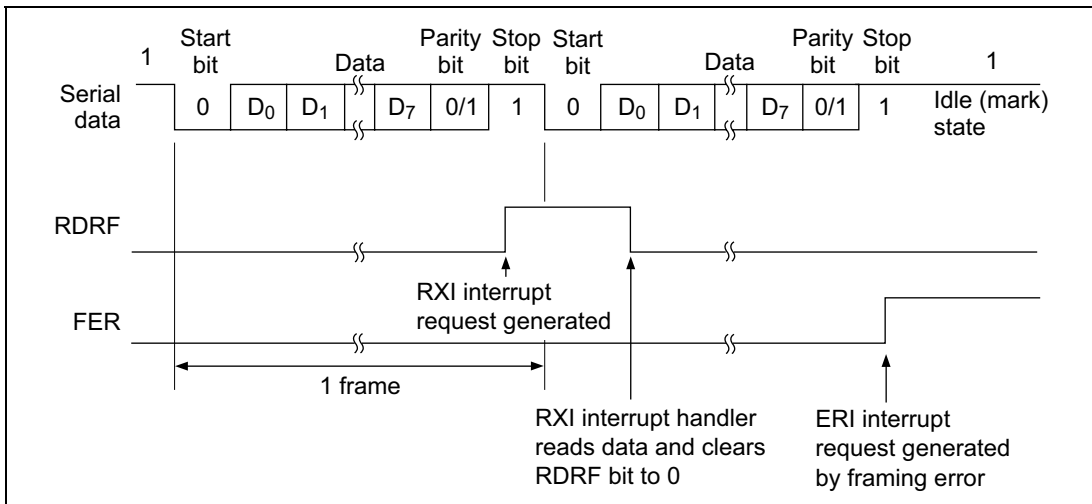 1
Start bit
Data
Parity bit
Stop bit
Start bit
Data
Parity bit
Stop bit
1
Serial data
0 D0 D1 D7 0/1 1 0 D0 D1 D7 0/1 1
Idle (mark) state
RDRF
RXI interrupt
request generated
FER
1 frame
RXI interrupt handler
reads data and clears
RDRF bit to 0
ERI interrupt
request generated
by framing error